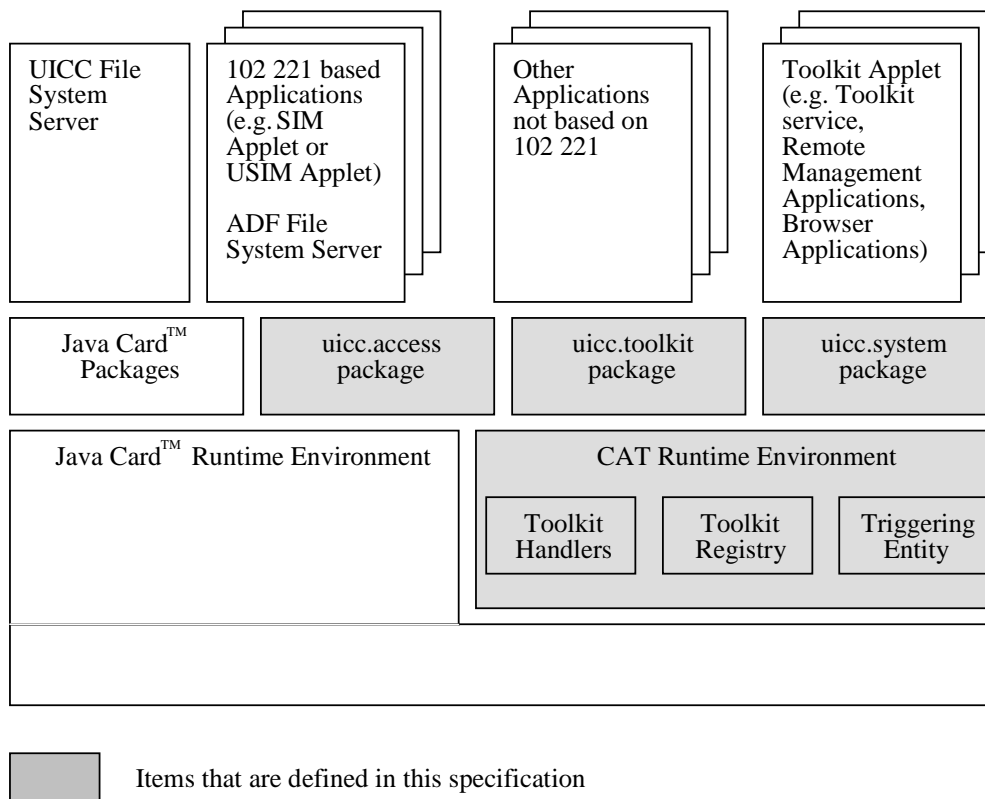 UICC File
System
Server
102 221 based
Applications
(e.g. SIM
Applet or
USIM Applet)
ADF File
System Server
Other
Applications
not based on
102 221
Toolkit Applet
(e.g. Toolkit
service,
Remote
Management
Applications,
Browser
Applications)
Java Card™
Packages
uicc.access
package
uicc.toolkit
package
uicc.system
package
Java Card™ Runtime Environment
CAT Runtime Environment
Toolkit
Handlers
Toolkit
Registry
Triggering
Entity
Items that are defined in this specification